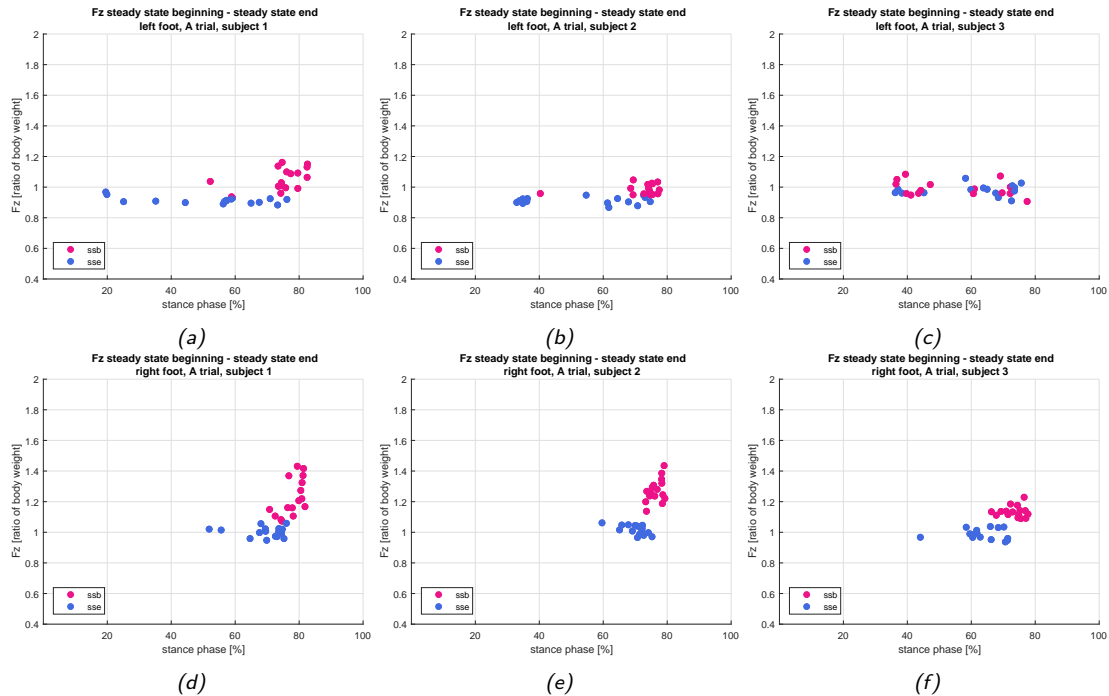 Fz steady state beginning - steady state end
left foot, A trial, subject 1
2
1.8
1.6
1.4
1.2
1
0.8
0.6
0.4
Fz [ratio of body weight]
ssb
sse
20 40 60 80 100
stance phase [%]
(a)
Fz steady state beginning - steady state end
left foot, A trial, subject 2
2
1.8
1.6
1.4
1.2
1
0.8
0.6
0.4
Fz [ratio of body weight]
ssb
sse
20 40 60 80 100
stance phase [%]
(b)
Fz steady state beginning - steady state end
left foot, A trial, subject 3
2
1.8
1.6
1.4
1.2
1
0.8
0.6
0.4
Fz [ratio of body weight]
ssb
sse
20 40 60 80 100
stance phase [%]
(c)
Fz steady state beginning - steady state end
right foot, A trial, subject 1
2
1.8
1.6
1.4
1.2
1
0.8
0.6
0.4
Fz [ratio of body weight]
ssb
sse
20 40 60 80 100
stance phase [%]
(d)
Fz steady state beginning - steady state end
right foot, A trial, subject 2
2
1.8
1.6
1.4
1.2
1
0.8
0.6
0.4
Fz [ratio of body weight]
ssb
sse
20 40 60 80 100
stance phase [%]
(e)
Fz steady state beginning - steady state end
right foot, A trial, subject 3
2
1.8
1.6
1.4
1.2
1
0.8
0.6
0.4
Fz [ratio of body weight]
ssb
sse
20 40 60 80 100
stance phase [%]
(f)